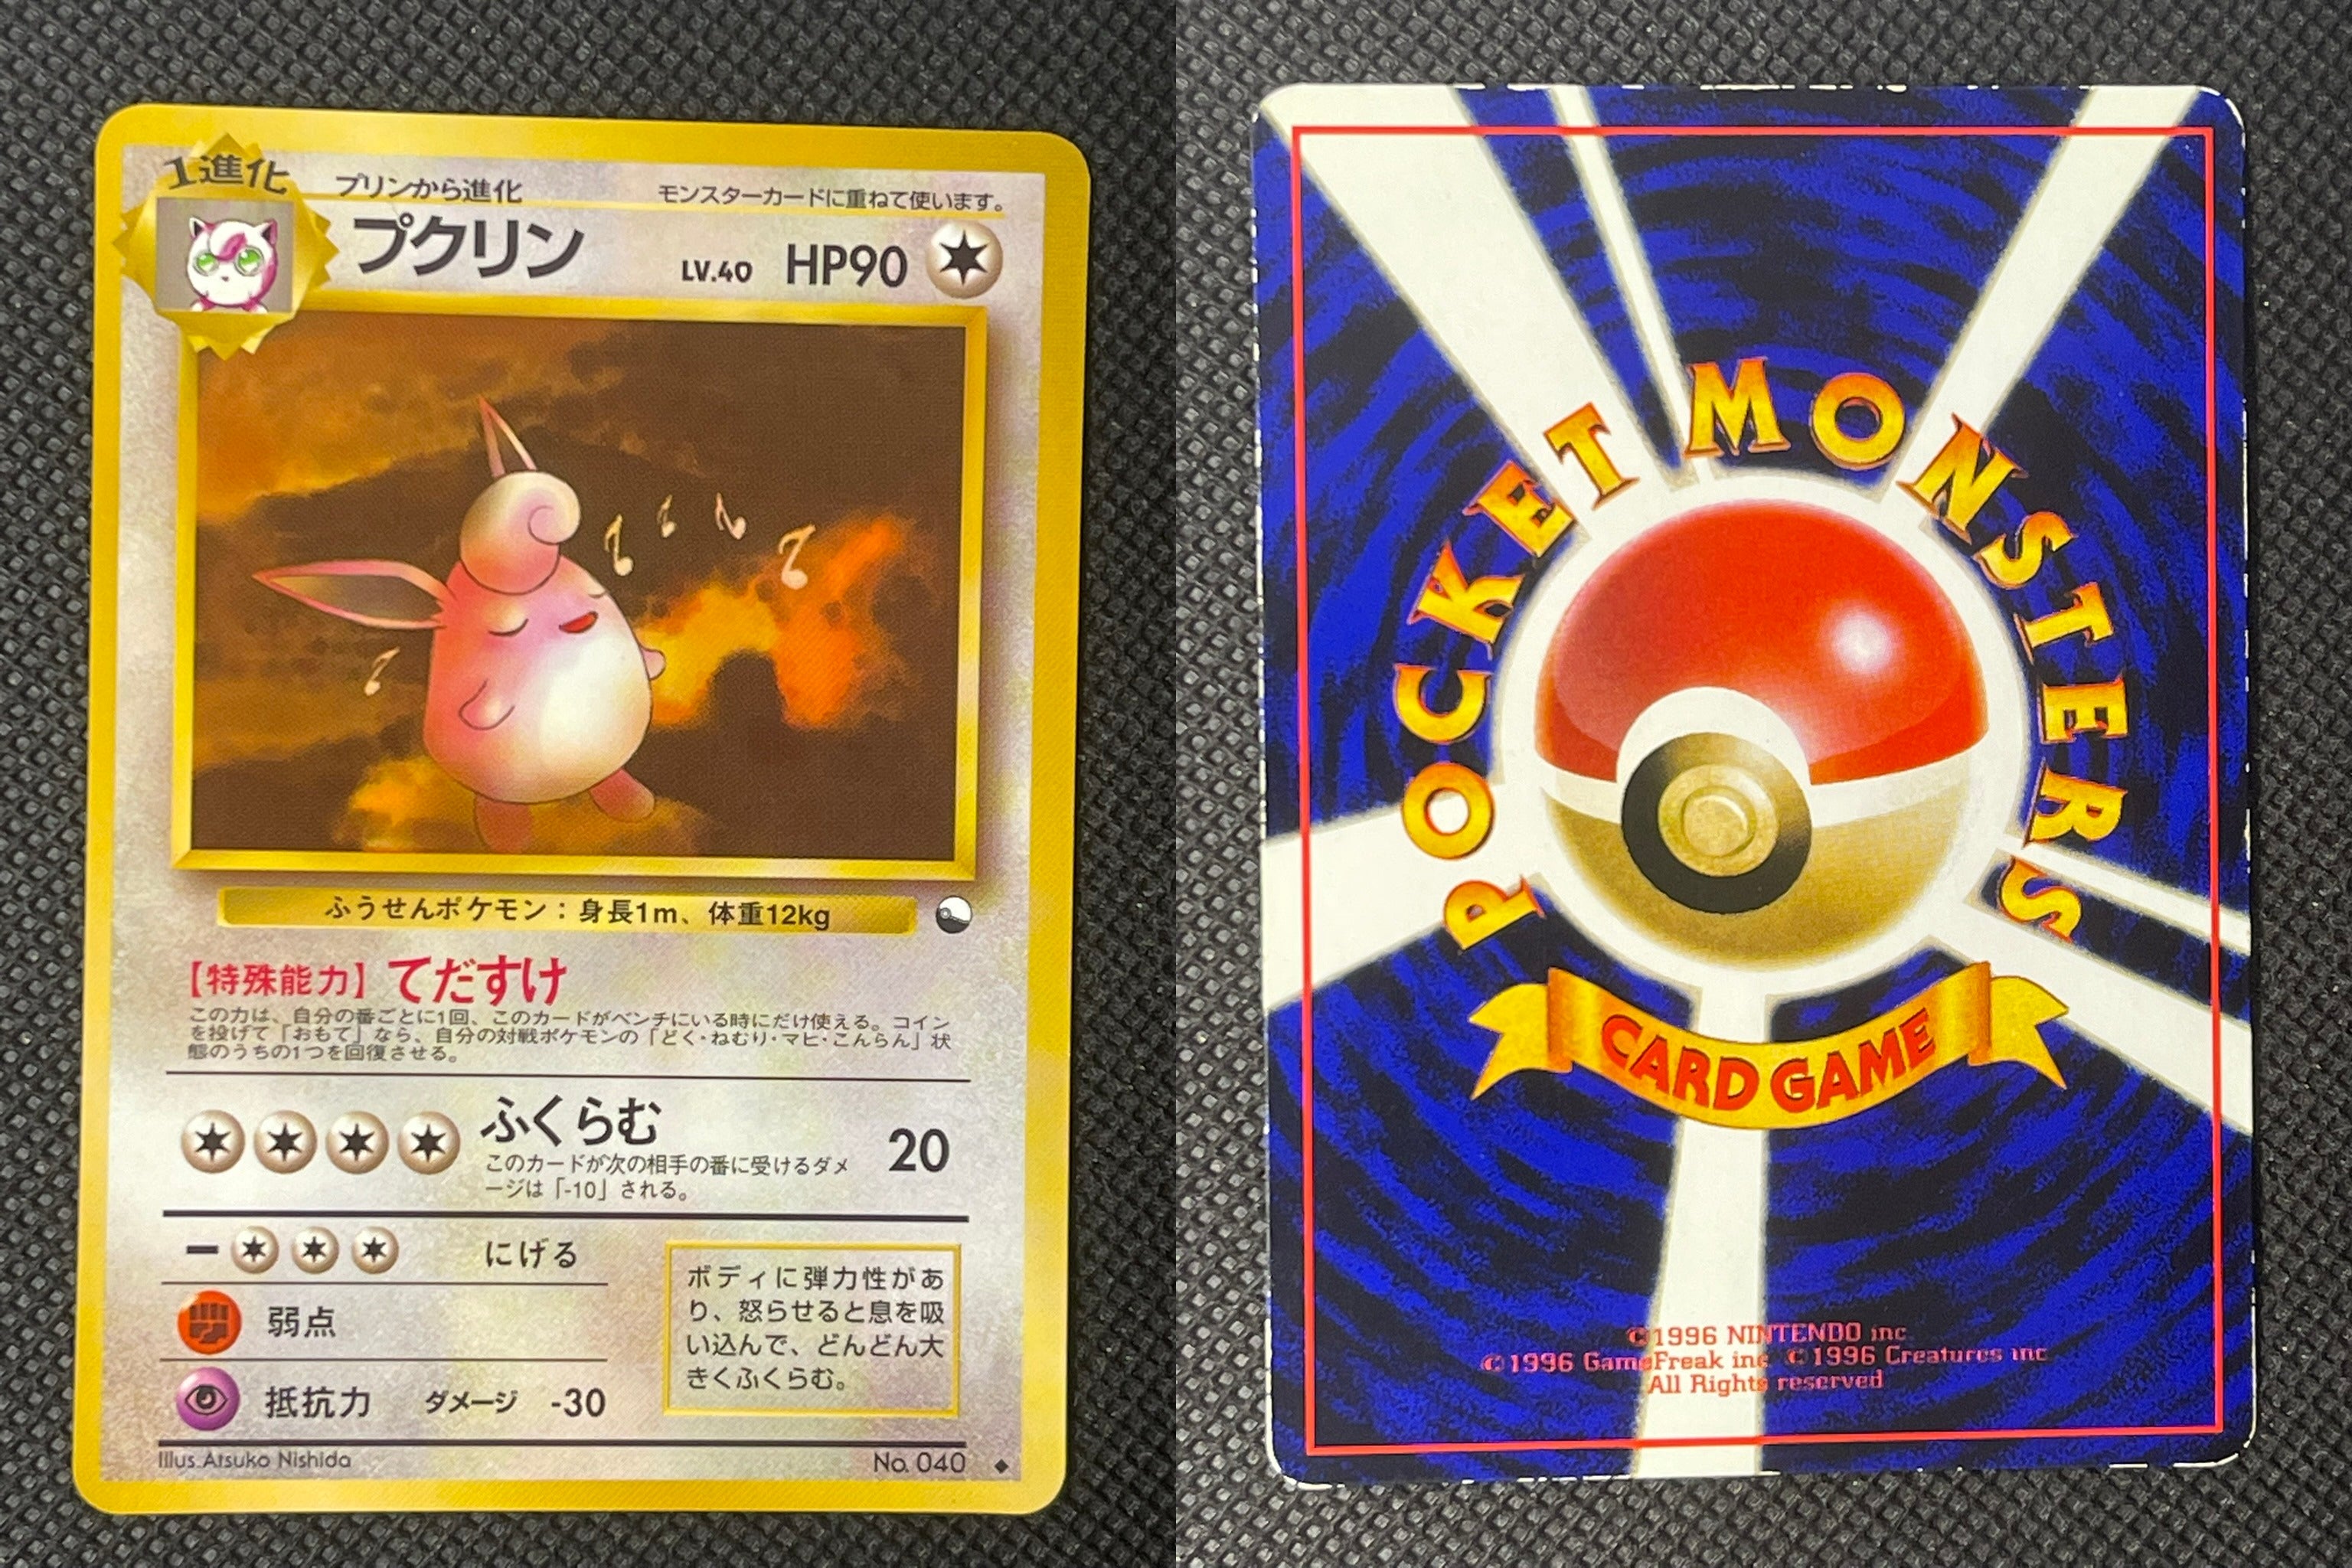 1進化
プリンから進化
モンスターカードに重ねて使います。
プクリン
LV.40 HP90
ふうせんポケモン：身長1m、体重12kg
【特殊能力】てだすけ
この力は、自分の番ごとに1回、このカードがベンチにいる時にだけ使える。コイン
を投げて「おもて」なら、自分の対戦ポケモンの「どく・ねむり・マヒ・こんらん」状
態のうちの1つを回復させる。
ふくらむ
20
このカードが次の相手の番に受けるダメ
ージは「-10」される。
にげる
弱点
抵抗力 ダメージ -30
ボディに弾力性があ
り、怒らせると息を吸
い込んで、どんどん大
きくふくらむ。
Illus.Atsuko Nishida
No. 040
POCKET MONSTERS
CARD GAME
©1996 NINTENDO inc
©1996 GameFreak inc ©1996 Creatures inc
All Rights reserved